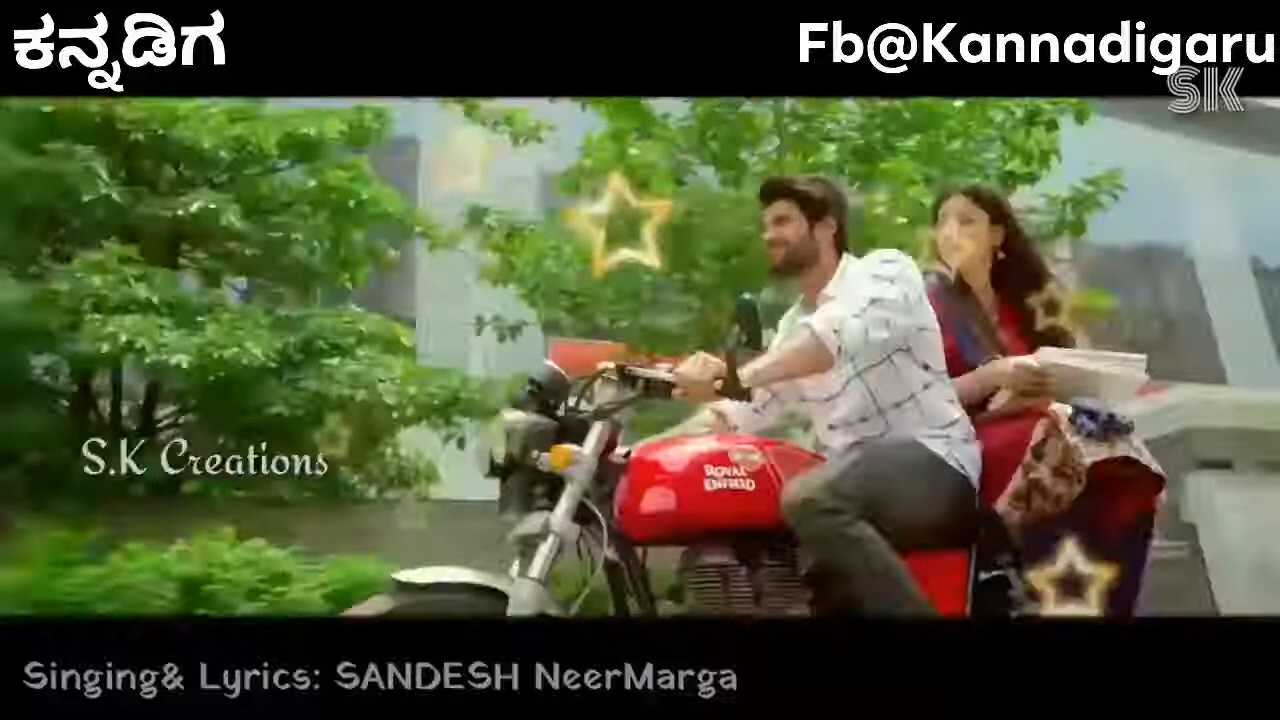 ಕನ್ನಡಿಗ
Fb@Kannadigaru
SK
S.K Creations
ROYAL
ENFIELD
Singing& Lyrics: SANDESH NeerMarga